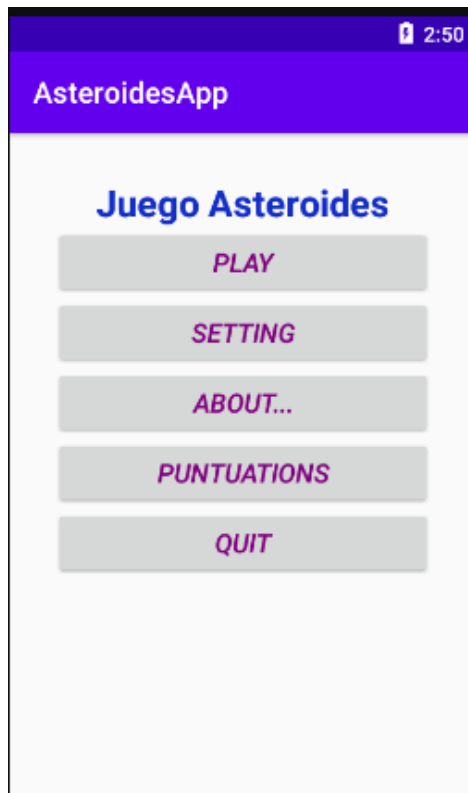 2:50
AsteroidesApp
Juego Asteroides
PLAY
SETTING
ABOUT...
PUNTUATIONS
QUIT